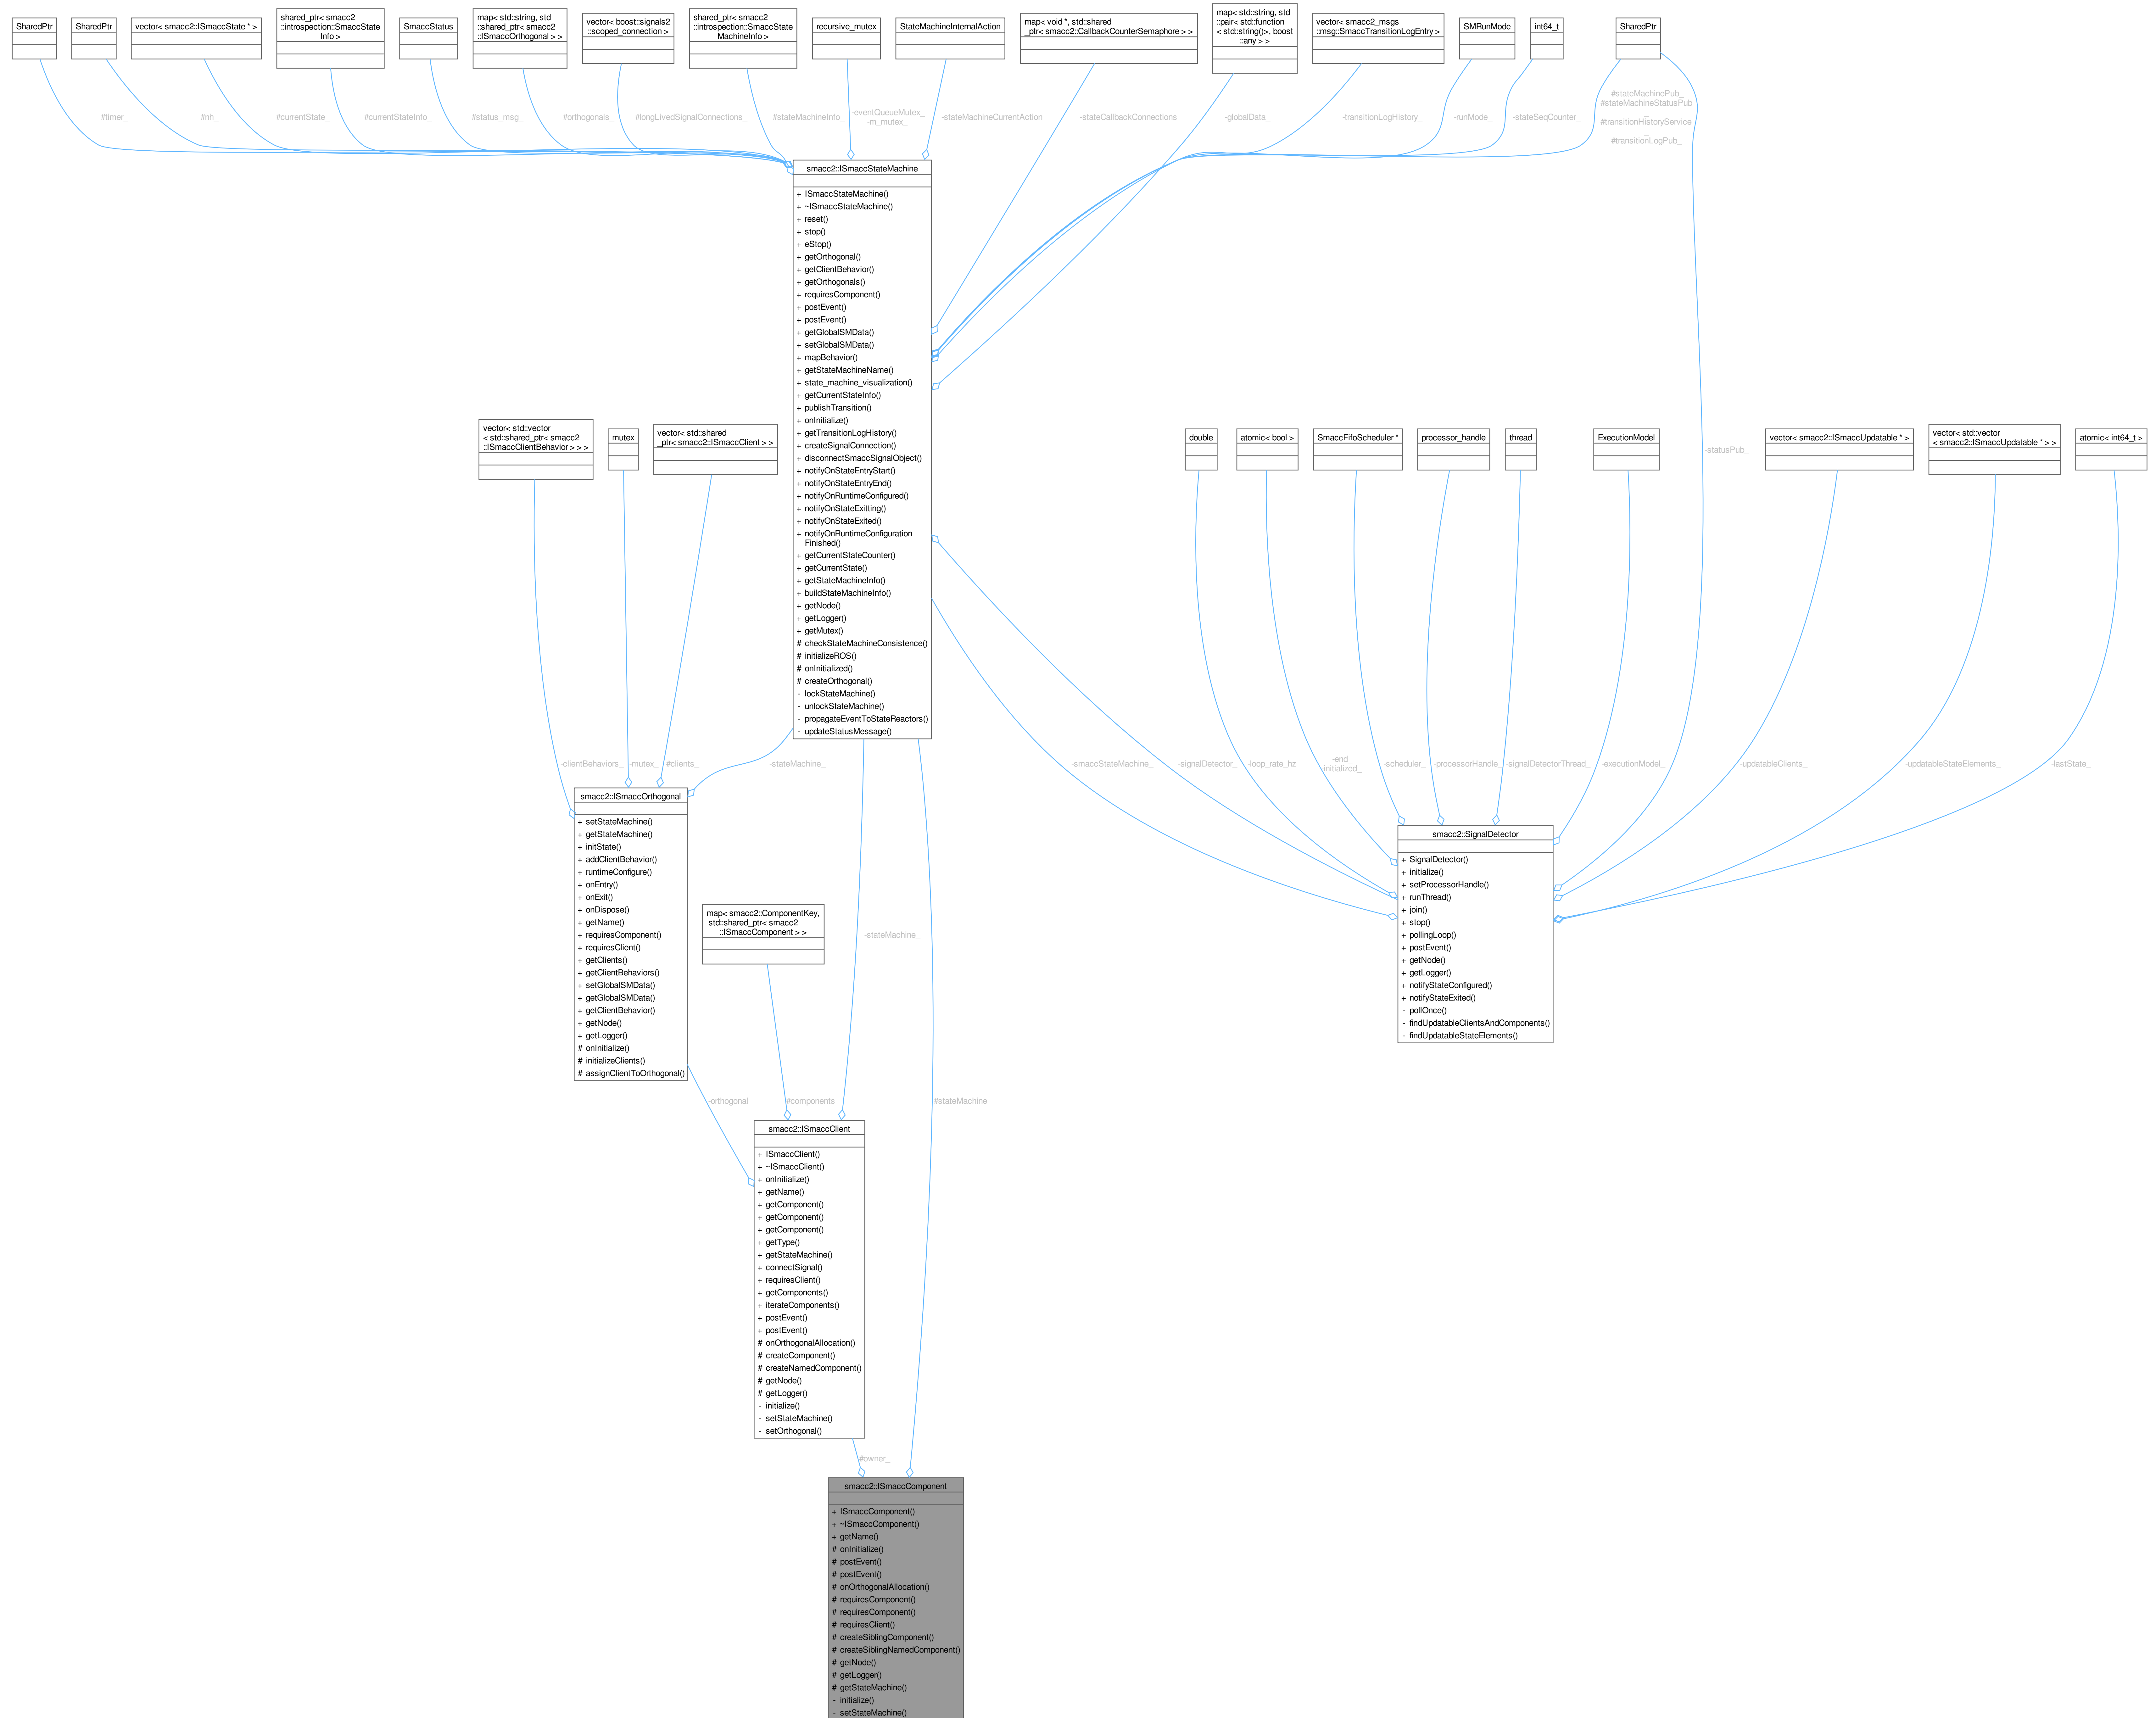 SharedPtr
SharedPtr
vector< smacc2::ISmaccState * >
shared_ptr< smacc2
::introspection::SmaccState
Info >
SmaccStatus
map< std::string, std
::shared_ptr< smacc2
::ISmaccOrthogonal > >
vector< boost::signals2
::scoped_connection >
shared_ptr< smacc2
::introspection::SmaccState
MachineInfo >
recursive_mutex
StateMachineInternalAction
map< void *, std::shared
_ptr< smacc2::CallbackCounterSemaphore > >
map< std::string, std
::pair< std::function
< std::string()>, boost
::any > >
vector< smacc2_msgs
::msg::SmaccTransitionLogEntry >
SMRunMode
int64_t
SharedPtr
#timer_
#nh_
#currentState_
#currentStateInfo_
#status_msg_
#orthogonals_
#longLivedSignalConnections_
#stateMachineInfo_
-eventQueueMutex_
-m_mutex_
-stateMachineCurrentAction
-stateCallbackConnections
-globalData_
-transitionLogHistory_
-runMode_
-stateSeqCounter_
#stateMachinePub_
#stateMachineStatusPub
_
#transitionHistoryService
_
#transitionLogPub_
smacc2::ISmaccStateMachine
+ ISmaccStateMachine()
+ ~ISmaccStateMachine()
+ reset()
+ stop()
+ eStop()
+ getOrthogonal()
+ getClientBehavior()
+ getOrthogonals()
+ requiresComponent()
+ postEvent()
+ postEvent()
+ getGlobalSMData()
+ setGlobalSMData()
+ mapBehavior()
+ getStateMachineName()
+ state_machine_visualization()
+ getCurrentStateInfo()
+ publishTransition()
+ onInitialize()
+ getTransitionLogHistory()
+ createSignalConnection()
+ disconnectSmaccSignalObject()
+ notifyOnStateEntryStart()
+ notifyOnStateEntryEnd()
+ notifyOnRuntimeConfigured()
+ notifyOnStateExitting()
+ notifyOnStateExited()
+ notifyOnRuntimeConfiguration
Finished()
+ getCurrentStateCounter()
+ getCurrentState()
+ getStateMachineInfo()
+ buildStateMachineInfo()
+ getNode()
+ getLogger()
+ getMutex()
# checkStateMachineConsistence()
# initializeROS()
# onInitialized()
# createOrthogonal()
- lockStateMachine()
- unlockStateMachine()
- propagateEventToStateReactors()
- updateStatusMessage()
vector< std::vector
< std::shared_ptr< smacc2
::ISmaccClientBehavior > > >
mutex
vector< std::shared
_ptr< smacc2::ISmaccClient > >
double
atomic< bool >
SmaccFifoScheduler *
processor_handle
thread
ExecutionModel
-statusPub_
vector< smacc2::ISmaccUpdatable * >
vector< std::vector
< smacc2::ISmaccUpdatable * > >
atomic< int64_t >
-clientBehaviors_
-mutex_
#clients_
-stateMachine_
-smaccStateMachine_
-signalDetector_
-loop_rate_hz
-end_
-initialized_
-scheduler_
-processorHandle_
-signalDetectorThread_
-executionModel_
-updatableClients_
-updatableStateElements_
-lastState_
smacc2::ISmaccOrthogonal
+ setStateMachine()
+ getStateMachine()
+ initState()
+ addClientBehavior()
+ runtimeConfigure()
+ onEntry()
+ onExit()
+ onDispose()
+ getName()
+ requiresComponent()
+ requiresClient()
+ getClients()
+ getClientBehaviors()
+ setGlobalSMData()
+ getGlobalSMData()
+ getClientBehavior()
+ getNode()
+ getLogger()
# onInitialize()
# initializeClients()
# assignClientToOrthogonal()
smacc2::SignalDetector
+ SignalDetector()
+ initialize()
+ setProcessorHandle()
+ runThread()
+ join()
+ stop()
+ pollingLoop()
+ postEvent()
+ getNode()
+ getLogger()
+ notifyStateConfigured()
+ notifyStateExited()
- pollOnce()
- findUpdatableClientsAndComponents()
- findUpdatableStateElements()
map< smacc2::ComponentKey,
std::shared_ptr< smacc2
::ISmaccComponent > >
-stateMachine_
-orthogonal_
#components_
#stateMachine_
smacc2::ISmaccClient
+ ISmaccClient()
+ ~ISmaccClient()
+ onInitialize()
+ getName()
+ getComponent()
+ getComponent()
+ getComponent()
+ getType()
+ getStateMachine()
+ connectSignal()
+ requiresClient()
+ getComponents()
+ iterateComponents()
+ postEvent()
+ postEvent()
# onOrthogonalAllocation()
# createComponent()
# createNamedComponent()
# getNode()
# getLogger()
- initialize()
- setStateMachine()
- setOrthogonal()
#owner_
smacc2::ISmaccComponent
+ ISmaccComponent()
+ ~ISmaccComponent()
+ getName()
# onInitialize()
# postEvent()
# postEvent()
# onOrthogonalAllocation()
# requiresComponent()
# requiresComponent()
# requiresClient()
# createSiblingComponent()
# createSiblingNamedComponent()
# getNode()
# getLogger()
# getStateMachine()
- initialize()
- setStateMachine()